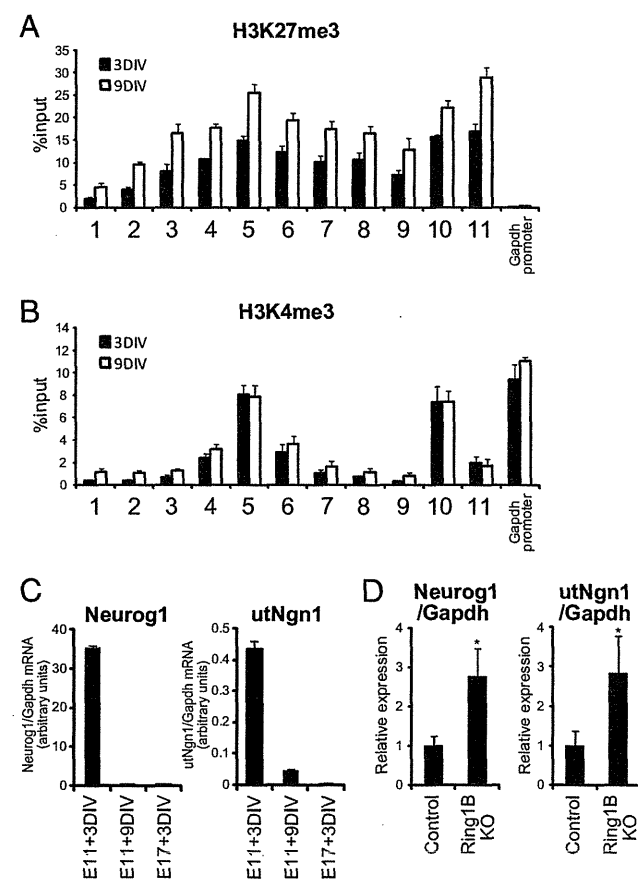 A
H3K27me3
3DIV
9DIV
%input
35
30
25
20
15
10
5
0
1 2 3 4 5 6 7 8 9 10 11 Gapdh promoter
B
H3K4me3
3DIV
9DIV
%input
14
12
10
8
6
4
2
0
1 2 3 4 5 6 7 8 9 10 11 Gapdh promoter
C
Neurog1
Neurog1/Gapdh mRNA
(arbitrary units)
40
30
20
10
0
E11+3DIV
E11+9DIV
E17+3DIV
utNgn1
utNgn1/Gapdh mRNA
(arbitrary units)
0.5
0.4
0.3
0.2
0.1
0
E11+3DIV
E11+9DIV
E17+3DIV
D
Neurog1
/Gapdh
Relative expression
4
3
2
1
0
*
Control
Ring1B
KO
utNgn1
/Gapdh
Relative expression
4
3
2
1
0
*
Control
Ring1B
KO